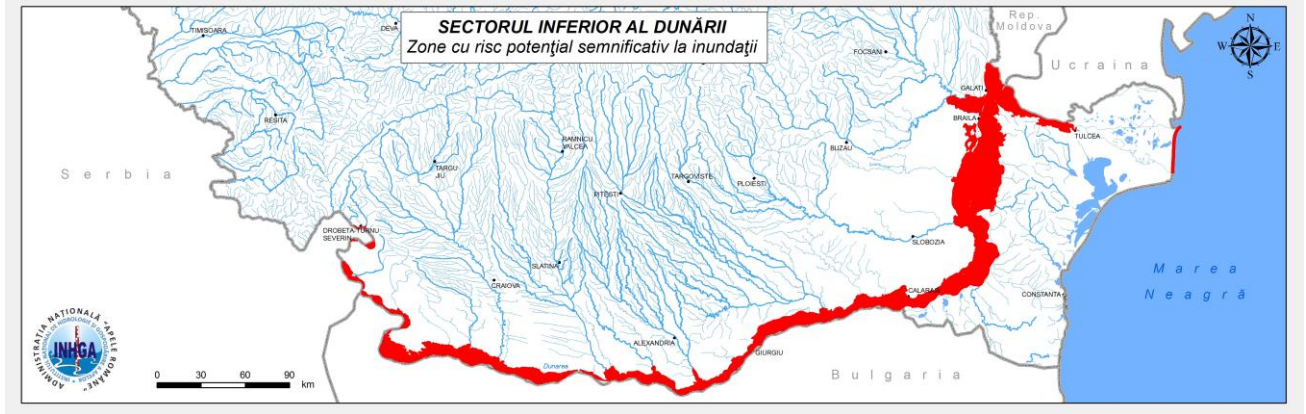 SECTORUL INFERIOR AL DUNĂRII
Zone cu risc potenţial semnificativ la inundaţii
Rep.
Moldova
Ucraina
N
W
E
S
TIMISOARA
DEVA
FOCSANI
GALATI
BRAILA
TULCEA
RESITA
RAMNICU
VALCEA
TARGU
JIU
BUZAU
TARGOVISTE
PLOIESTI
PITESTI
Serbia
DROBETA-TURNU
SEVERIN
SLOBOZIA
SLATINA
CRAIOVA
CALARASI
CONSTANTA
Marea
Neagră
ALEXANDRIA
GIURGIU
Dunarea
Bulgaria
ADMINISTRAŢIA NAŢIONALĂ "APELE ROMÂNE"
INHGA
0 30 60 90
km